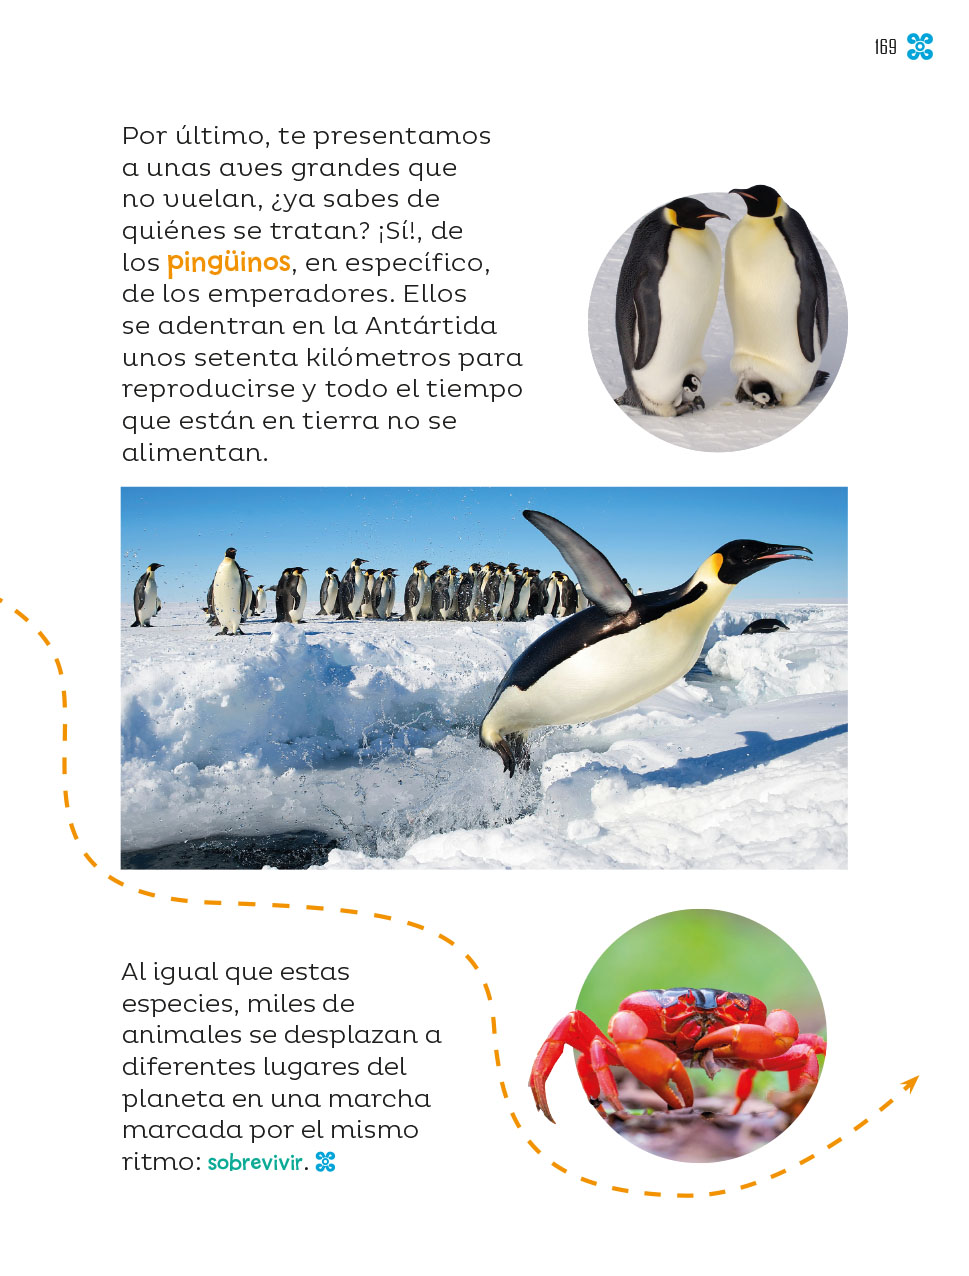 169
Por último, te presentamos
a unas aves grandes que
no vuelan, ¿ya sabes de
quiénes se tratan? ¡Sí!, de
los pingüinos, en específico,
de los emperadores. Ellos
se adentran en la Antártida
unos setenta kilómetros para
reproducirse y todo el tiempo
que están en tierra no se
alimentan.
Al igual que estas
especies, miles de
animales se desplazan a
diferentes lugares del
planeta en una marcha
marcada por el mismo
ritmo: sobrevivir.